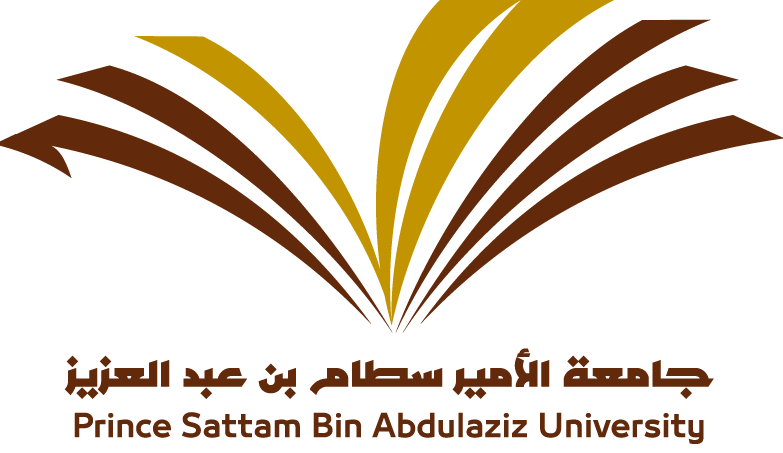 جامعة الأمير سطام بن عبد العزيز
Prince Sattam Bin Abdulaziz University